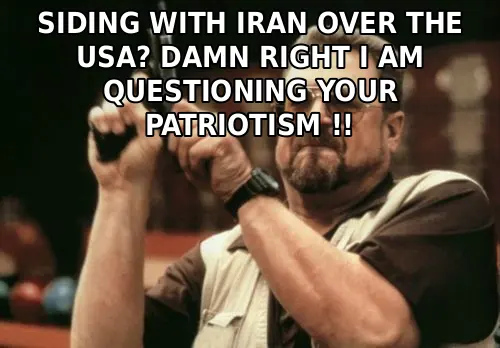 SIDING WITH IRAN OVER THE
USA? DAMN RIGHT I AM
QUESTIONING YOUR
PATRIOTISM !!